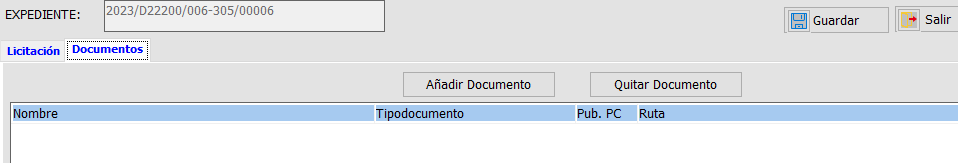 EXPEDIENTE: 2023/D22200/006-305/00006
Guardar Salir
Licitación Documentos
Añadir Documento Quitar Documento
Nombre Tipodocumento Pub. PC Ruta